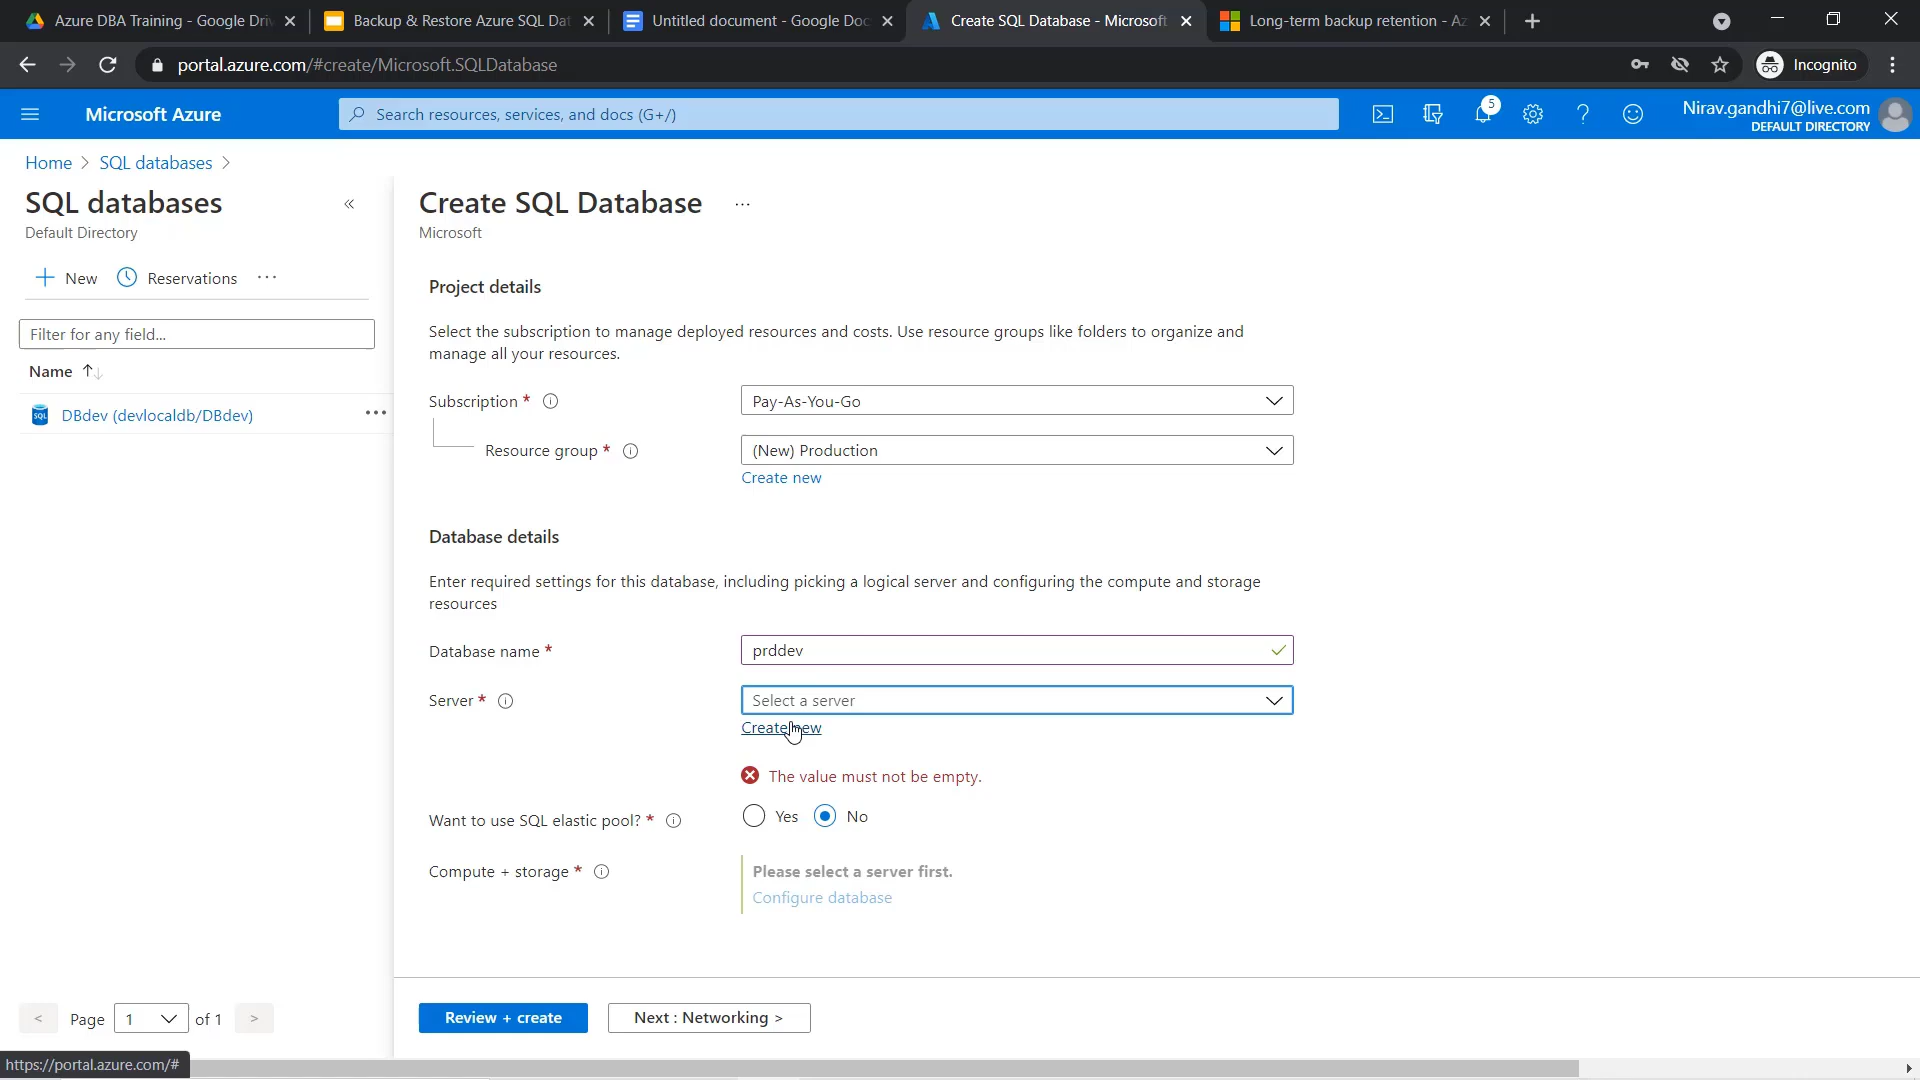 Azure DBA Training - Google Driv
Backup & Restore Azure SQL Dat
Untitled document - Google Doc
Create SQL Database - Microsoft
Long-term backup retention - Az
portal.azure.com/#create/Microsoft.SQLDatabase
Incognito
Microsoft Azure
Search resources, services, and docs (G+/)
5
Nirav.gandhi7@live.com
DEFAULT DIRECTORY
Home > SQL databases >
SQL databases
Default Directory
New
Reservations
Filter for any field...
Name
SQL
DBdev (devlocaldb/DBdev)
Page 1 of 1
https://portal.azure.com/#
Create SQL Database
Microsoft
Project details
Select the subscription to manage deployed resources and costs. Use resource groups like folders to organize and
manage all your resources.
Subscription *
Pay-As-You-Go
Resource group *
(New) Production
Create new
Database details
Enter required settings for this database, including picking a logical server and configuring the compute and storage
resources
Database name *
prddev
Server *
Select a server
Create new
The value must not be empty.
Want to use SQL elastic pool? *
Yes
No
Compute + storage *
Please select a server first.
Configure database
Review + create
Next : Networking >